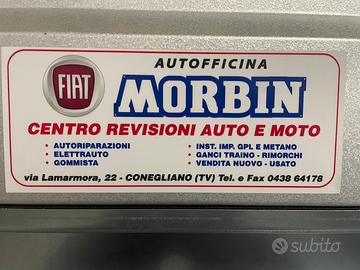 FIAT
AUTOFFICINA
MORBIN
CENTRO REVISIONI AUTO E MOTO
• AUTORIPARAZIONI
• ELETTRAUTO
• GOMMISTA
• INST. IMP. GPL E METANO
• GANCI TRAINO - RIMORCHI
• VENDITA NUOVO - USATO
via Lamarmora, 22 - CONEGLIANO (TV) Tel. e Fax 0438 64178
subito